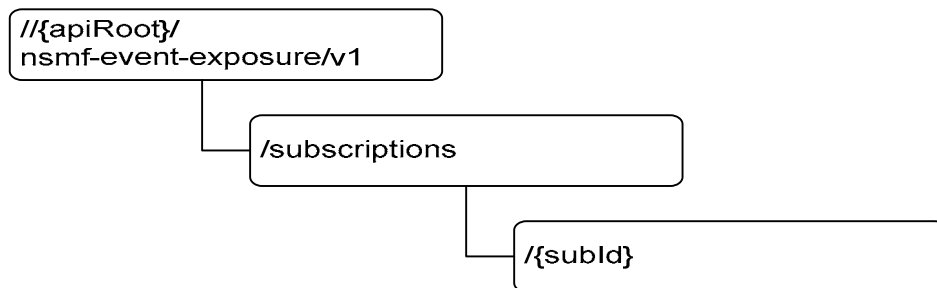 //{apiRoot}/
nsmf-event-exposure/v1
/subscriptions
/{subId}